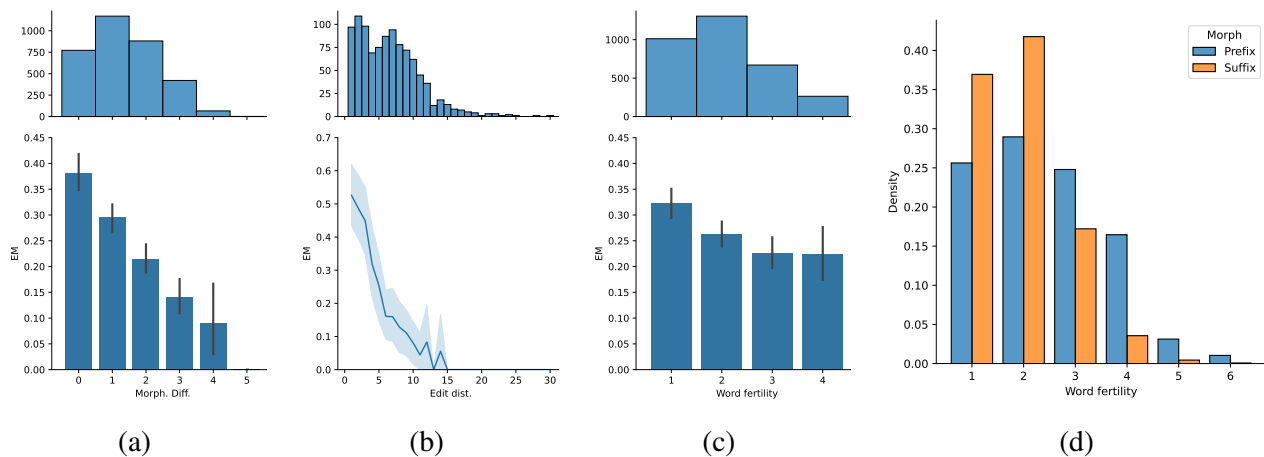 1000
750
500
250
0
0.45
0.40
0.35
0.30
0.25
0.20
0.15
0.10
0.05
0.00
EM
0 1 2 3 4 5
Morph. Diff.
(a)
100
75
50
25
0
0.7
0.6
0.5
0.4
0.3
0.2
0.1
0.0
EM
0 5 10 15 20 25 30
Edit dist.
(b)
1000
500
0
0.45
0.40
0.35
0.30
0.25
0.20
0.15
0.10
0.05
0.00
EM
1 2 3 4
Word fertility
(c)
Morph
Prefix
Suffix
0.40
0.35
0.30
0.25
0.20
0.15
0.10
0.05
0.00
Density
1 2 3 4 5 6
Word fertility
(d)